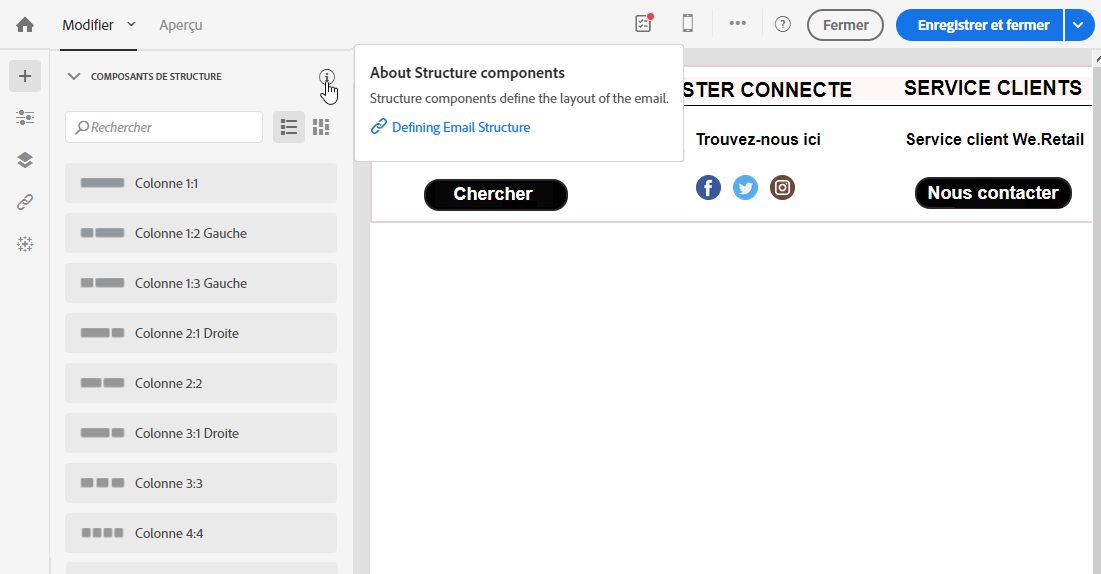 Modifier
Aperçu
Fermer
Enregistrer et fermer
COMPOSANTS DE STRUCTURE
About Structure components
Structure components define the layout of the email.
Defining Email Structure
Rechercher
STER CONNECTE
SERVICE CLIENTS
Trouvez-nous ici
Service client We.Retail
Chercher
Nous contacter
Colonne 1:1
Colonne 1:2 Gauche
Colonne 1:3 Gauche
Colonne 2:1 Droite
Colonne 2:2
Colonne 3:1 Droite
Colonne 3:3
Colonne 4:4